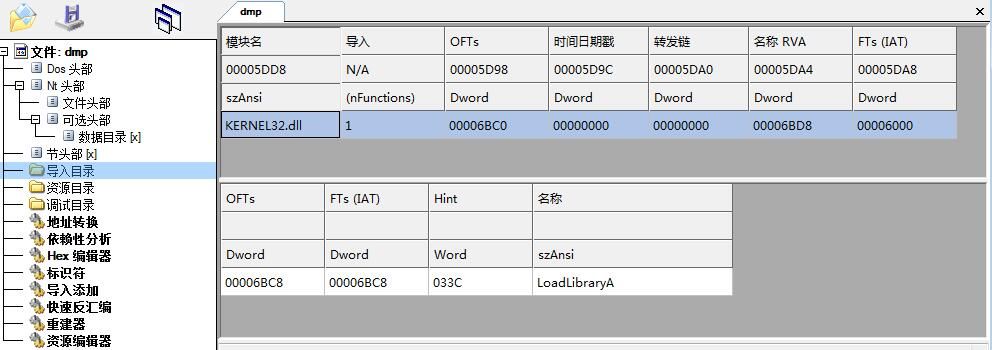 dmp
文件: dmp
Dos 头部
Nt 头部
文件头部
可选头部
数据目录 [x]
节头部 [x]
导入目录
资源目录
调试目录
地址转换
依赖性分析
Hex 编辑器
标识符
导入添加
快速反汇编
重建器
资源编辑器
模块名 导入 OFTs 时间日期戳 转发链 名称 RVA FTs (IAT)
00005DD8 N/A 00005D98 00005D9C 00005DA0 00005DA4 00005DA8
szAnsi (nFunctions) Dword Dword Dword Dword Dword
KERNEL32.dll 1 00006BC0 00000000 00000000 00006BD8 00006000
OFTs FTs (IAT) Hint 名称
Dword Dword Word szAnsi
00006BC8 00006BC8 033C LoadLibraryA